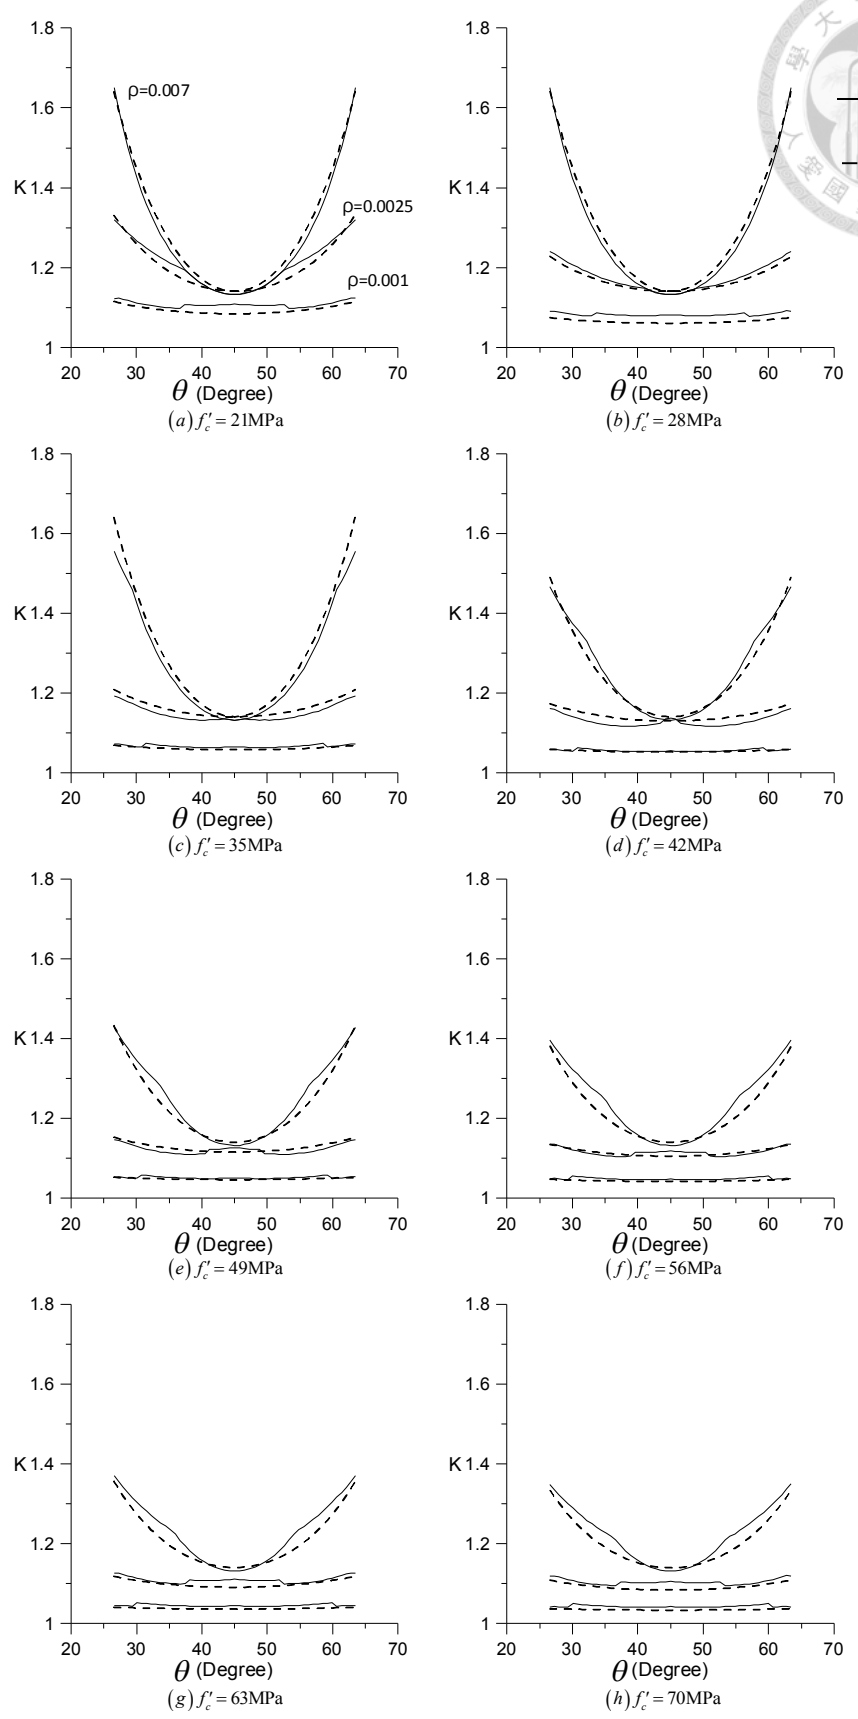 1.8
1.6
K 1.4
1.2
1
20 30 40 50 60 70
ρ=0.007
ρ=0.0025
ρ=0.001
θ (Degree)
(a) f′c = 21MPa
1.8
1.6
K 1.4
1.2
1
20 30 40 50 60 70
θ (Degree)
(b) f′c = 28MPa
學 大
人 愛 國
1.8
1.6
K 1.4
1.2
1
20 30 40 50 60 70
θ (Degree)
(c) f′c = 35MPa
1.8
1.6
K 1.4
1.2
1
20 30 40 50 60 70
θ (Degree)
(d) f′c = 42MPa
1.8
1.6
K 1.4
1.2
1
20 30 40 50 60 70
θ (Degree)
(e) f′c = 49MPa
1.8
1.6
K 1.4
1.2
1
20 30 40 50 60 70
θ (Degree)
(f) f′c = 56MPa
1.8
1.6
K 1.4
1.2
1
20 30 40 50 60 70
θ (Degree)
(g) f′c = 63MPa
1.8
1.6
K 1.4
1.2
1
20 30 40 50 60 70
θ (Degree)
(h) f′c = 70MPa